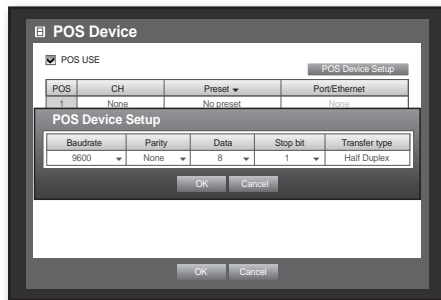 POS Device
POS USE
POS Device Setup
POS CH Preset Port/Ethernet
1 None No preset None
POS Device Setup
Baudrate Parity Data Stop bit Transfer type
9600 None 8 1 Half Duplex
OK Cancel
OK Cancel